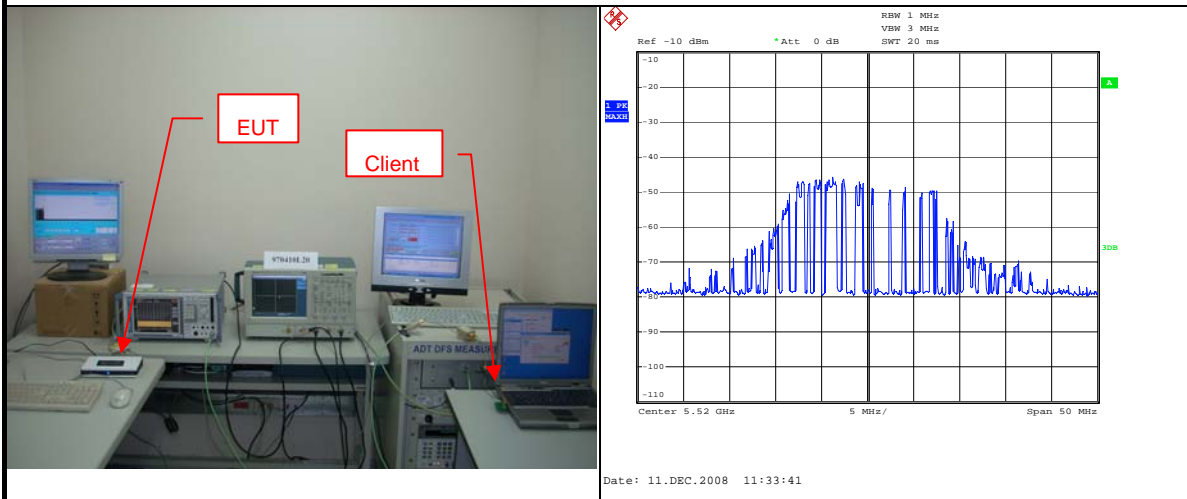 EUT
Client
970410L20
ADT DFS MEASUR
R S
RBW 1 MHz
VBW 3 MHz
Ref -10 dBm *Att 0 dB SWT 20 ms
-10
-20
-30
-40
-50
-60
-70
-80
-90
-100
-110
1 PK
MAXH
A
3DB
Center 5.52 GHz 5 MHz/ Span 50 MHz
Date: 11.DEC.2008 11:33:41